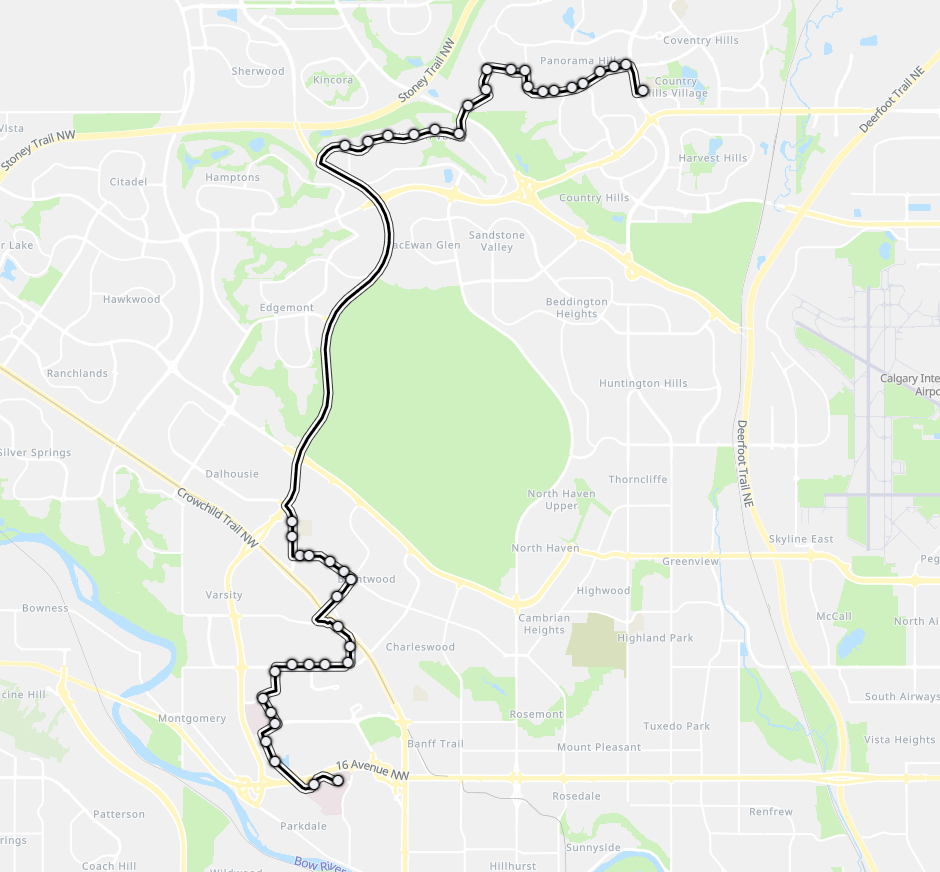 Coventry Hills
Sherwood
Kincora
Stoney Trail NW
Panorama Hi
Country
ills Village
Deerfoot Trail NE
Vista
Stoney Trail NW
Citadel
Hamptons
Harvest Hills
Country Hills
r Lake
acEwan Glen
Sandstone
Valley
Hawkwood
Edgemont
Beddington
Heights
Ranchlands
Huntington Hills
Calgary Inte
Airpo
Silver Springs
Dalhousie
Thorncliffe
Deerfoot Trail NE
North Haven
Upper
Crowchild Trail NW
Skyline East
North Haven
Greenview
Peg
Bowness
Varsity
ntwood
Highwood
McCall
North Ai
Cambrian
Heights
Highland Park
Charleswood
cine Hill
South Airways
Montgomery
Rosemont
Tuxedo Park
Banff Trail
Mount Pleasant
Vista Heights
16 Avenue NW
Rosedale
Patterson
Parkdale
Renfrew
rings
Sunnyside
Coach Hill
Wildwood
Bow River
Hillhurst